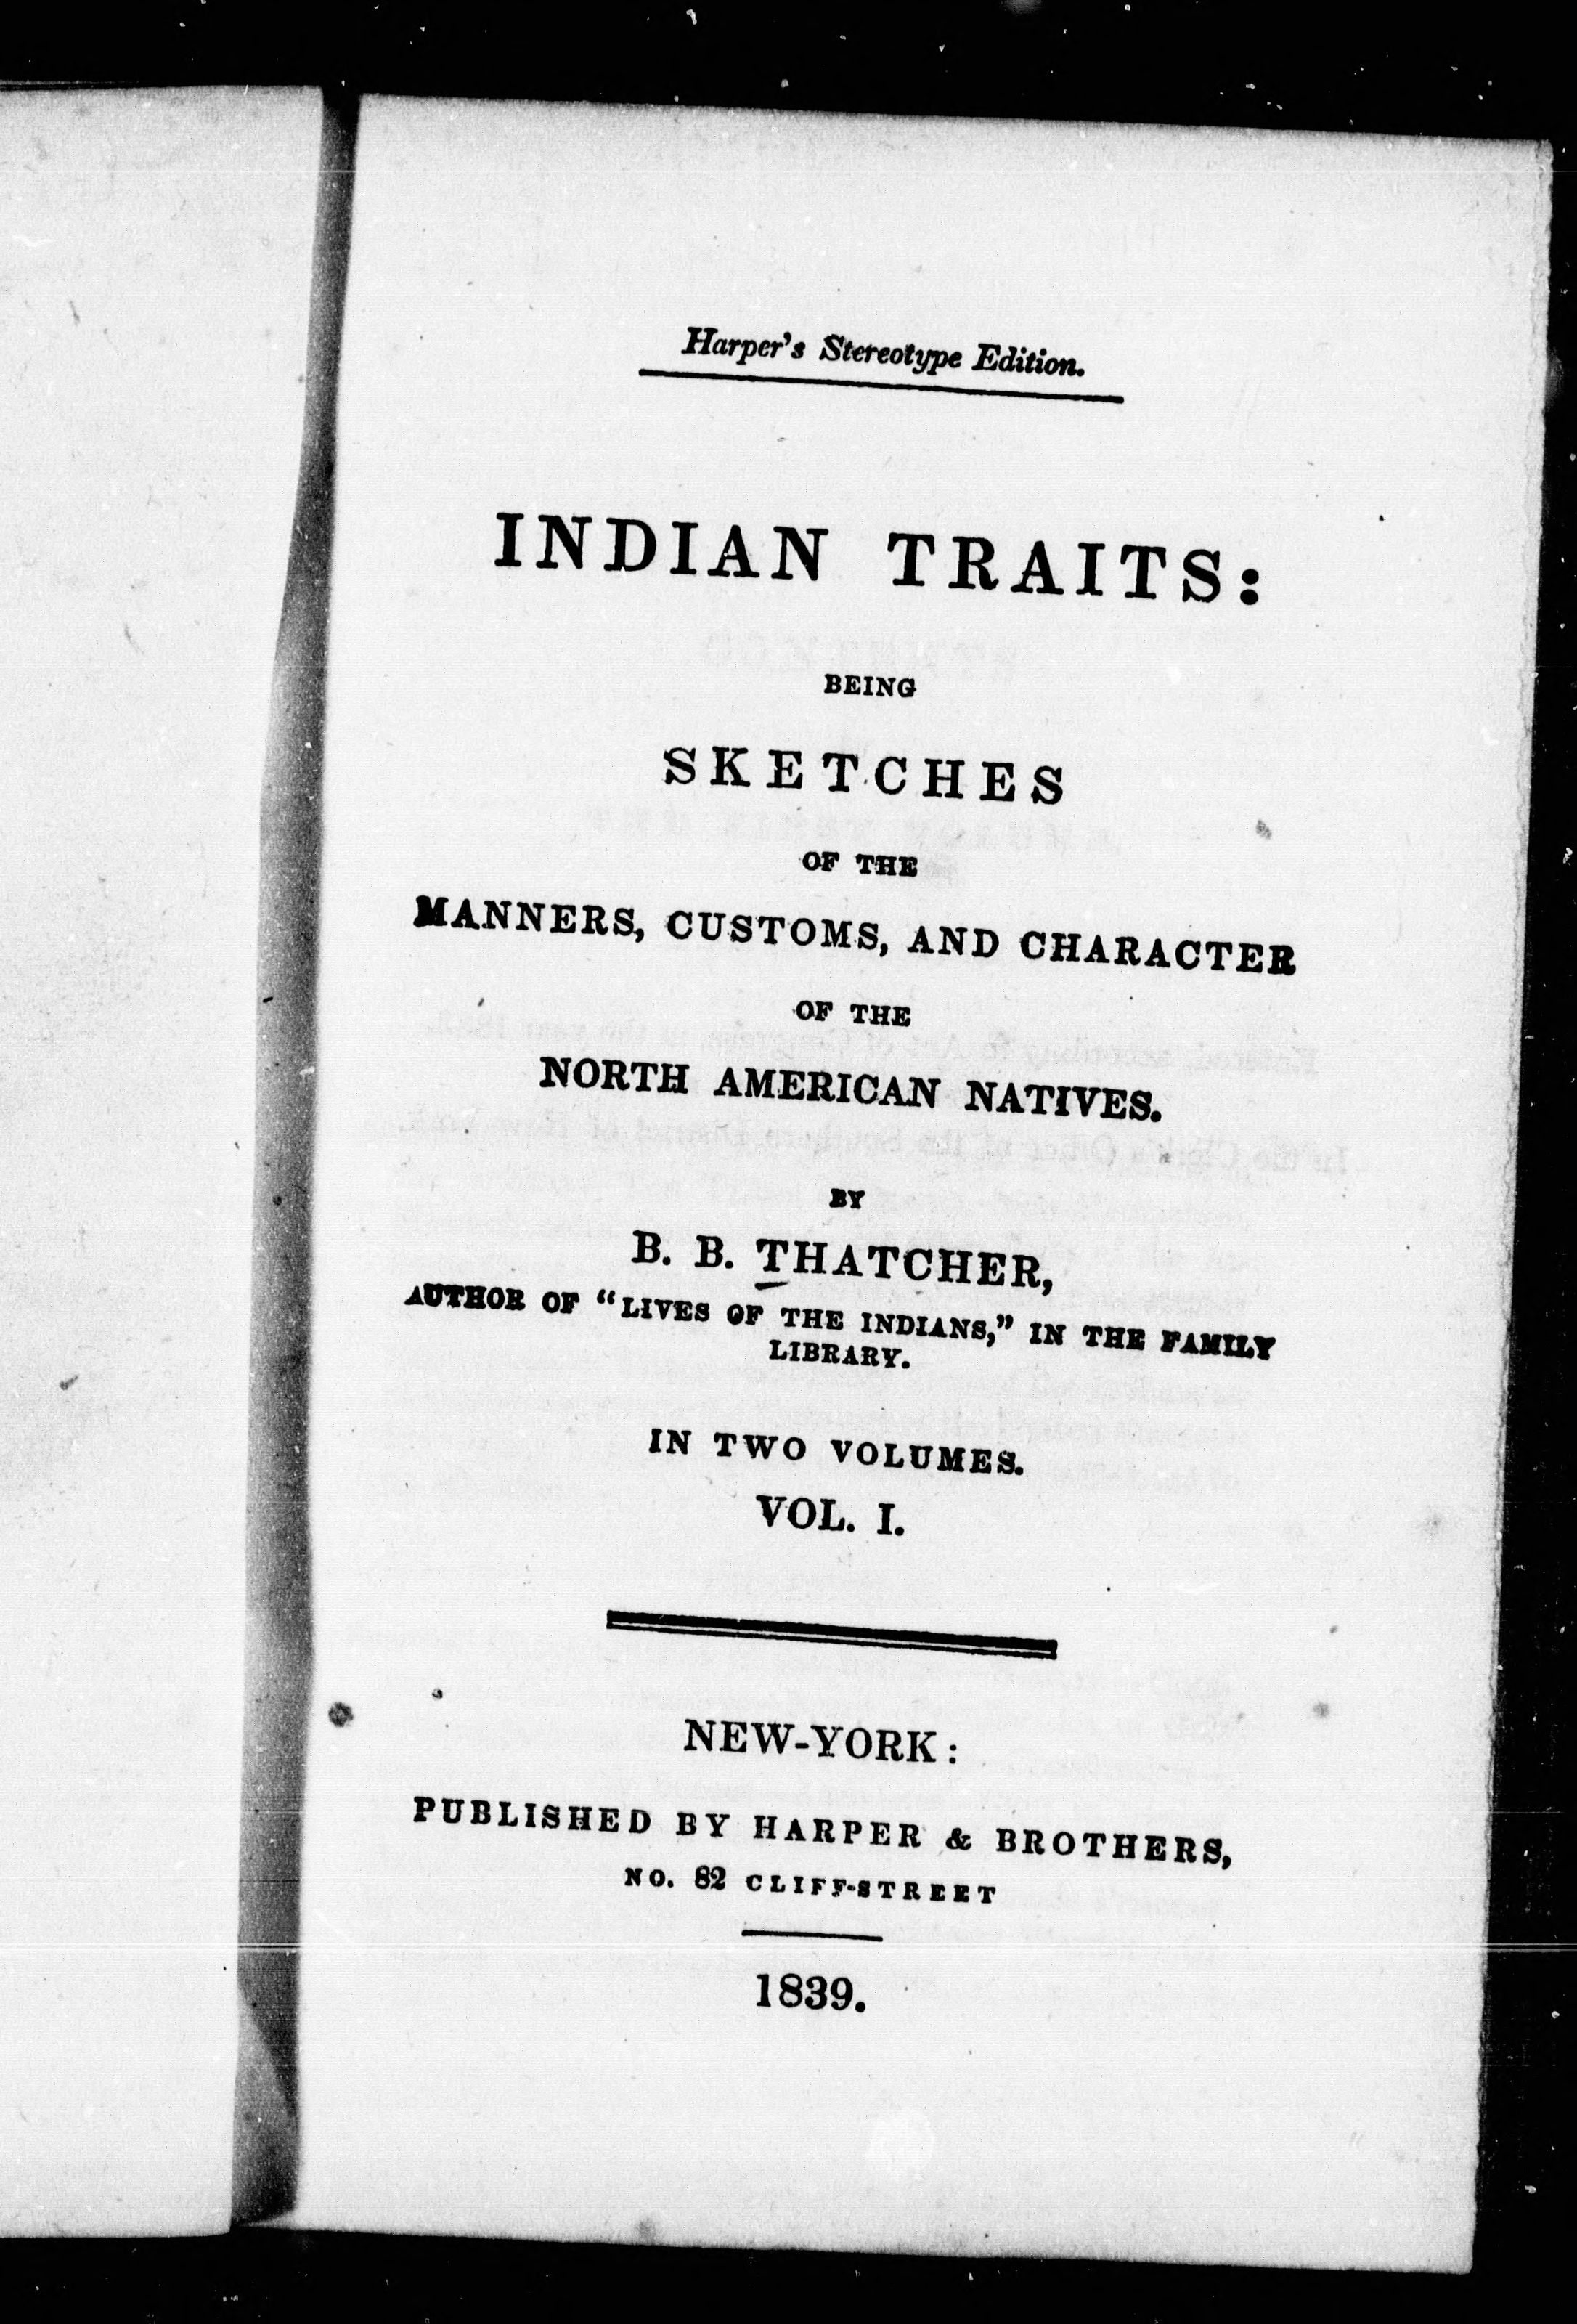 Harper's Stereotype Edition.
INDIAN TRAITS:
BEING
SKETCHES
OF THE
MANNERS, CUSTOMS, AND CHARACTER
OF THE
NORTH AMERICAN NATIVES.
BY
B. B. THATCHER,
AUTHOR OF “LIVES OF THE INDIANS,” IN THE FAMILY
LIBRARY.
IN TWO VOLUMES.
VOL. I.
NEW-YORK:
PUBLISHED BY HARPER & BROTHERS,
NO. 82 CLIFF-STREET
1839.